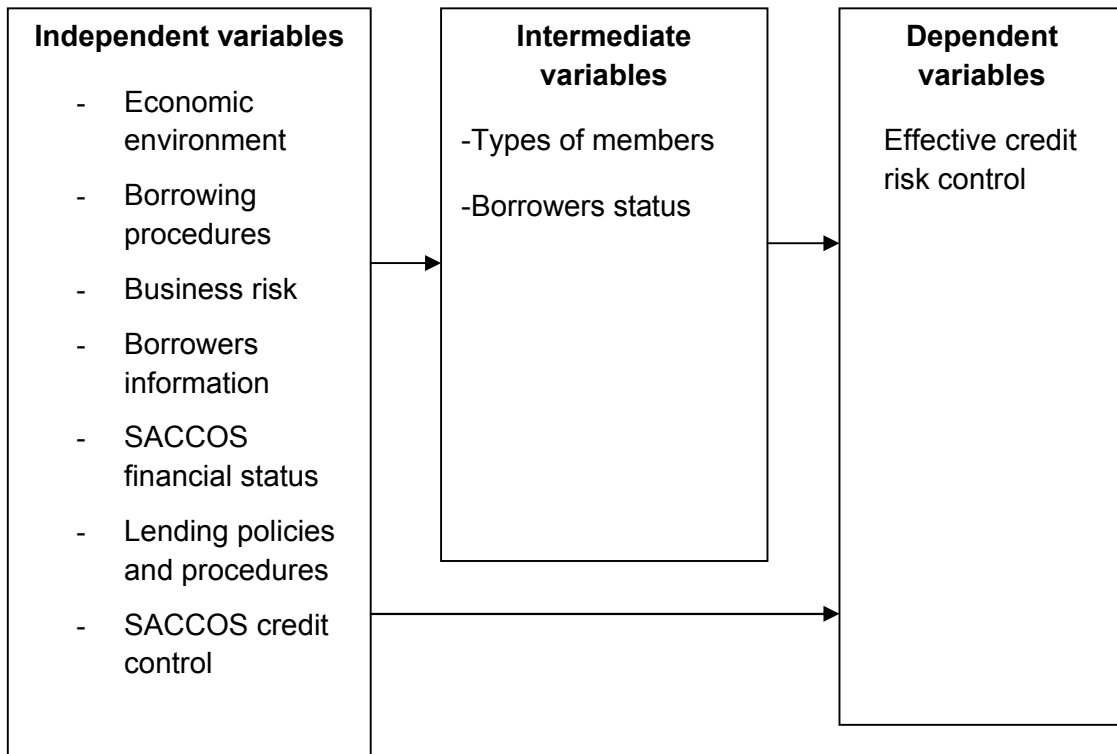 Independent variables
- Economic
environment
- Borrowing
procedures
- Business risk
- Borrowers
information
- SACCOS
financial status
- Lending policies
and procedures
- SACCOS credit
control
Intermediate
variables
-Types of members
-Borrowers status
Dependent
variables
Effective credit
risk control